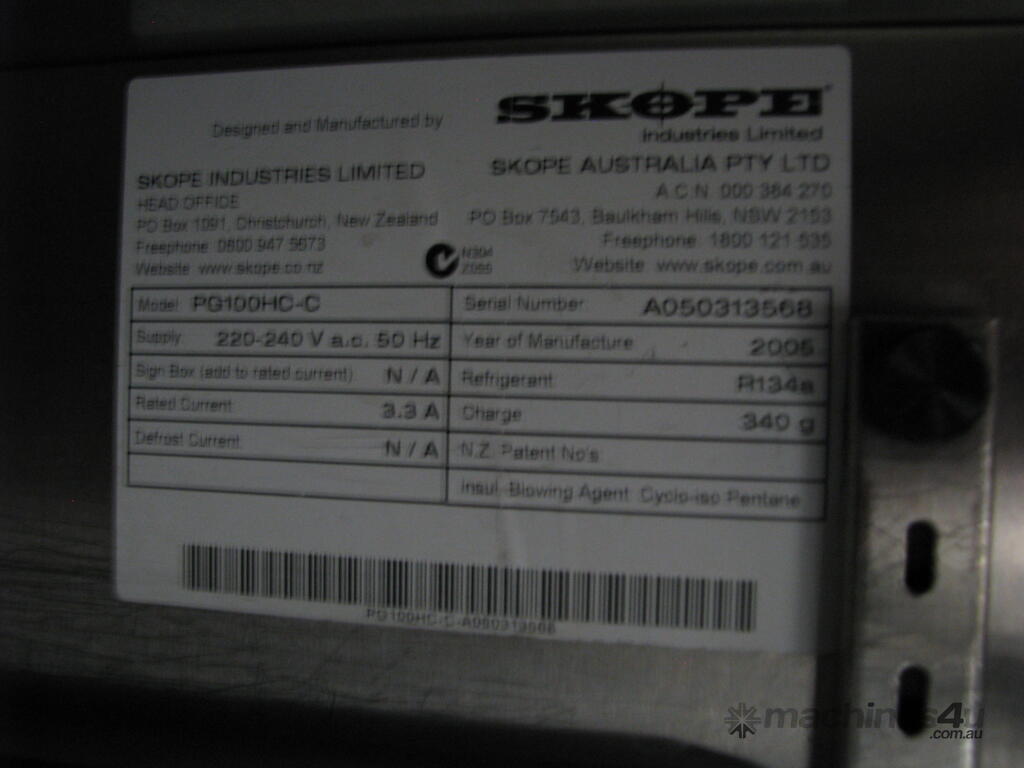 Designed and Manufactured by
SKOPE
Industries Limited
SKOPE INDUSTRIES LIMITED
HEAD OFFICE
PO Box 1091, Christchurch, New Zealand
Freephone 0800 947 5673
Website www.skope.co.nz
SKOPE AUSTRALIA PTY LTD
A.C.N. 000 384 270
PO Box 7543, Baulkham Hills, NSW 2153
Freephone 1800 121 535
Website www.skope.com.au
N394
Model PG100HC-C
Supply 220-240 V a.c. 50 Hz
Sign Box (add to rated current) N / A
Rated Current 3.3 A
Defrost Current N / A
Serial Number A050313568
Year of Manufacture 2005
Refrigerant R134a
Charge 340 g
N.Z. Patent No's
Insul. Blowing Agent Cyclo-iso Pentane
PG100HC-C-A050313568
machines4u
.com.au